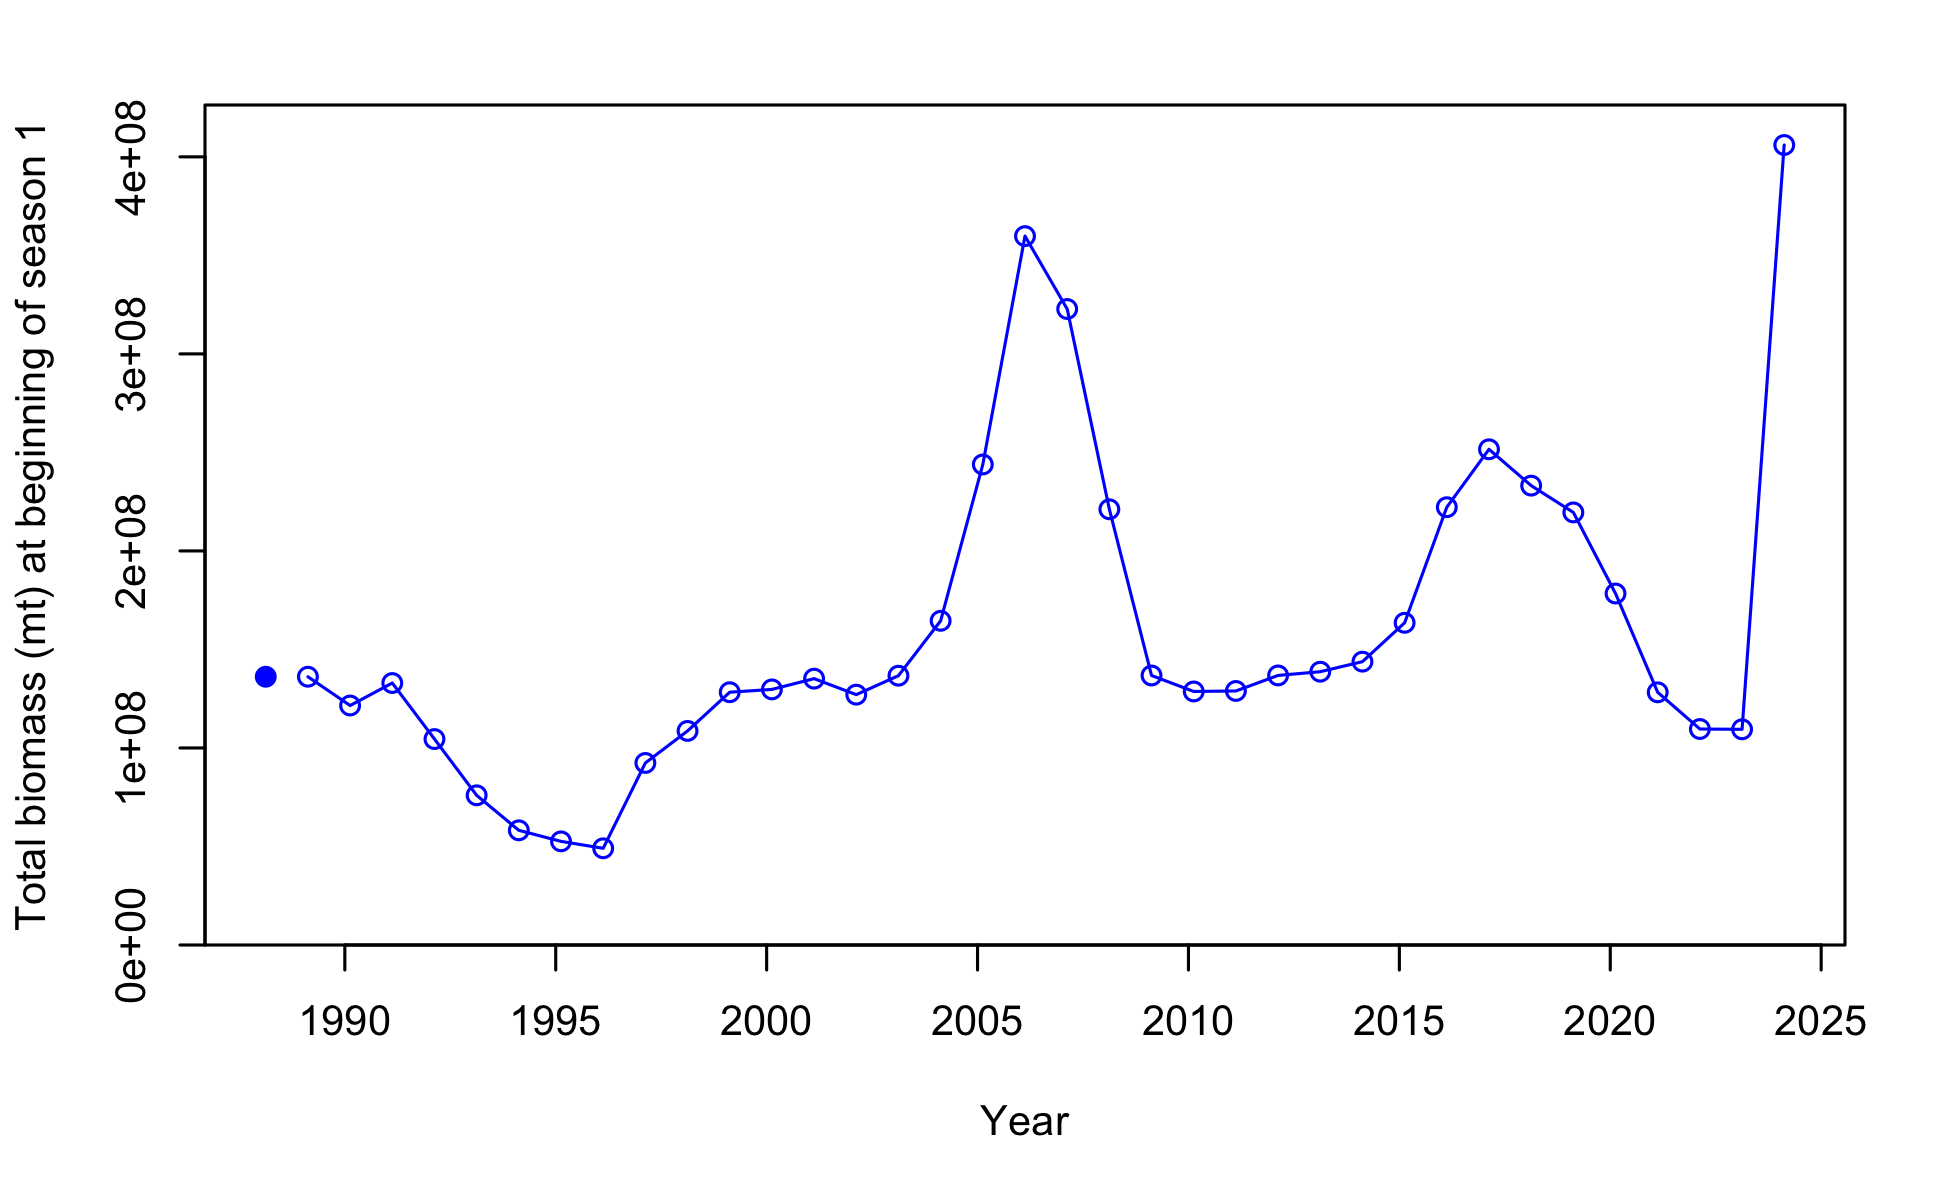 Total biomass (mt) at beginning of season 1
4e+08
3e+08
2e+08
1e+08
0e+00
1990 1995 2000 2005 2010 2015 2020 2025
Year